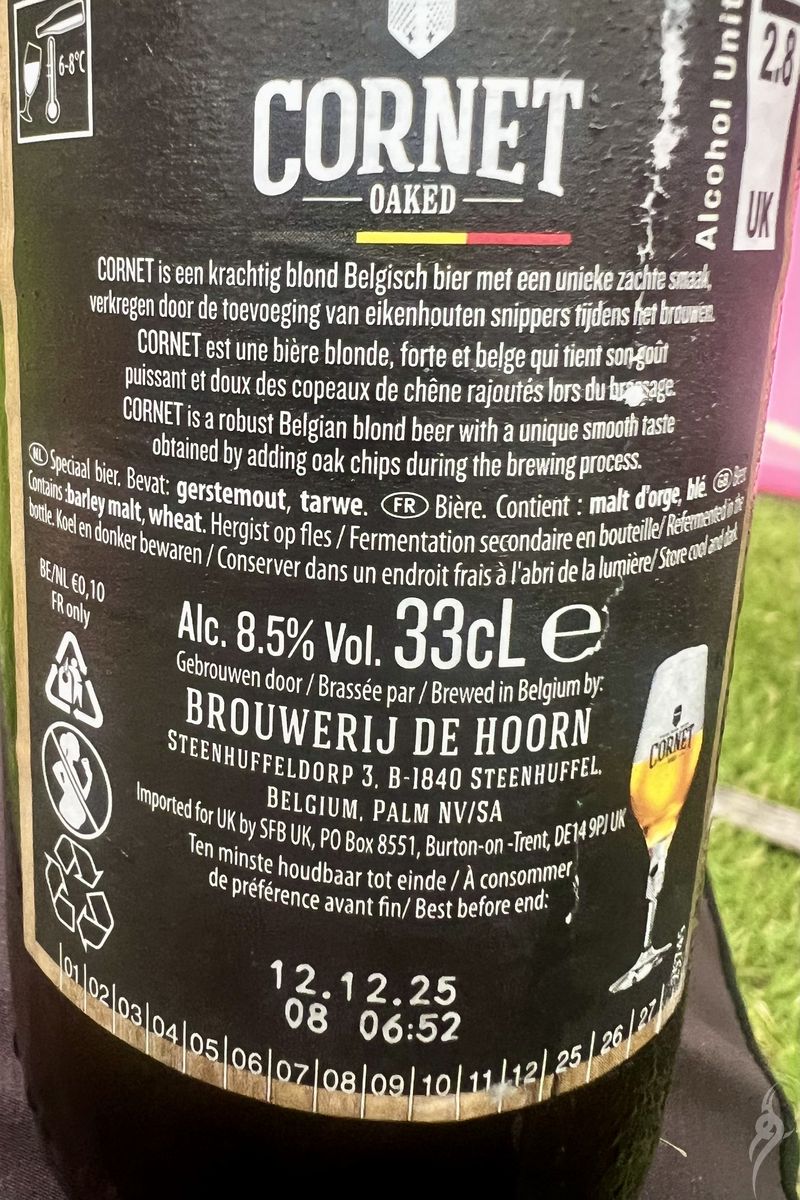 6-8°C
Alcohol Unit
2,8
UK
CORNET
OAKED
CORNET is een krachtig blond Belgisch bier met een unieke zachte smaak,
verkregen door de toevoeging van eikenhouten snippers tijdens het brouwen.
CORNET est une bière blonde, forte et belge qui tient son goût
puissant et doux des copeaux de chêne rajoutés lors du brassage.
CORNET is a robust Belgian blond beer with a unique smooth taste
obtained by adding oak chips during the brewing process.
NL Speciaal bier. Bevat: gerstemout, tarwe. FR Bière. Contient : malt d'orge, blé. GB Beer.
Contains :barley malt, wheat. Hergist op fles / Fermentation secondaire en bouteille/ Refermented in the
bottle. Koel en donker bewaren / Conserver dans un endroit frais à l'abri de la lumière/ Store cool and dark.
BE/NL €0,10
FR only
Alc. 8.5% Vol. 33cL e
Gebrouwen door / Brassée par / Brewed in Belgium by:
BROUWERIJ DE HOORN
STEENHUFFELDORP 3, B-1840 STEENHUFFEL,
BELGIUM, PALM NV/SA
Imported for UK by SFB UK, PO Box 8551, Burton-on -Trent, DE14 9PJ UK
Ten minste houdbaar tot einde / À consommer
de préférence avant fin/ Best before end:
CORNET
12.12.25
08 06:52
01 02 03 04 05 06 07 08 09 10 11 12 25 26 27